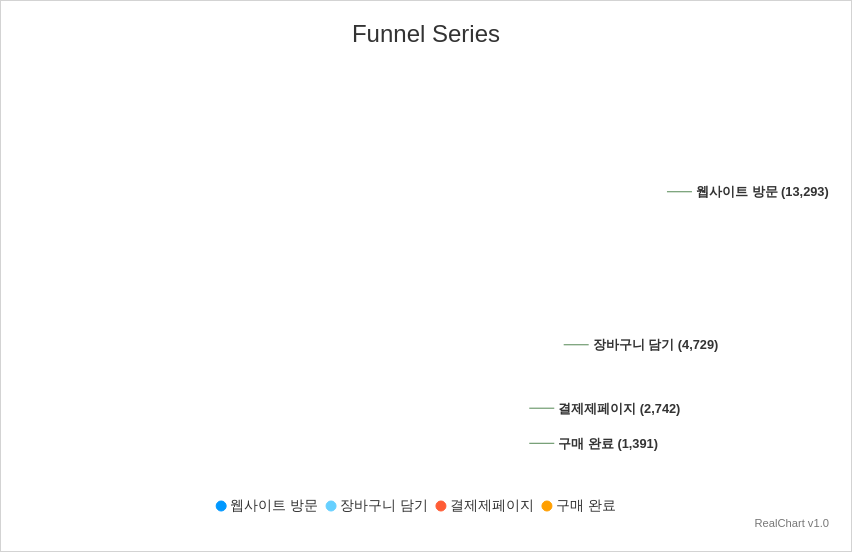 Funnel Series
웹사이트 방문 (13,293)
장바구니 담기 (4,729)
결제제페이지 (2,742)
구매 완료 (1,391)
웹사이트 방문 장바구니 담기 결제제페이지 구매 완료
RealChart v1.0